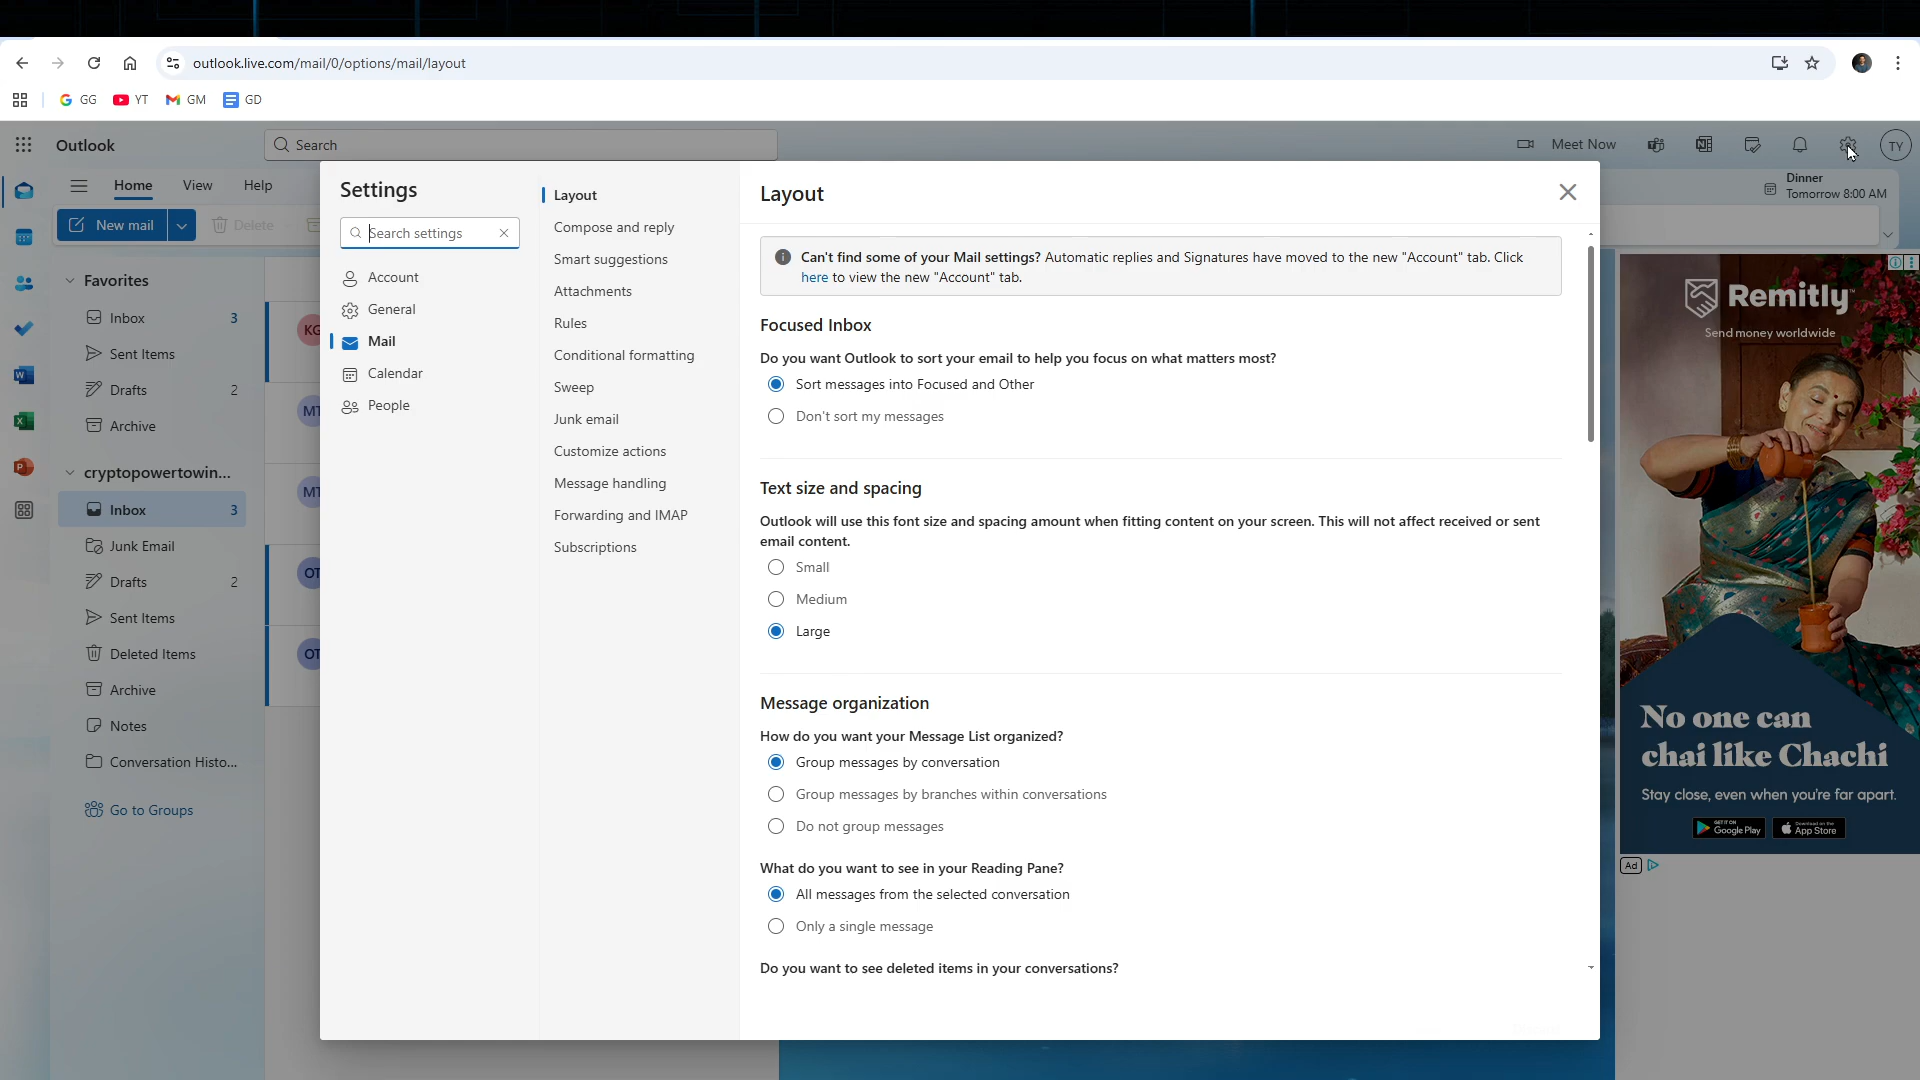 outlook.live.com/mail/0/options/mail/layout
GG
YT
GM
GD
Outlook
Search
Meet Now
TY
Home
View
Help
Dinner
Tomorrow 8:00 AM
New mail
Delete
Favorites
Inbox 3
Sent Items
Drafts 2
Archive
cryptopowertowin...
Inbox 3
Junk Email
Drafts 2
Sent Items
Deleted Items
Archive
Notes
Conversation Histo...
Go to Groups
KG
MT
MT
OT
OT
Settings
Search settings
Account
General
Mail
Calendar
People
Layout
Compose and reply
Smart suggestions
Attachments
Rules
Conditional formatting
Sweep
Junk email
Customize actions
Message handling
Forwarding and IMAP
Subscriptions
Layout
Can't find some of your Mail settings? Automatic replies and Signatures have moved to the new "Account" tab. Click
here to view the new "Account" tab.
Focused Inbox
Do you want Outlook to sort your email to help you focus on what matters most?
Sort messages into Focused and Other
Don't sort my messages
Text size and spacing
Outlook will use this font size and spacing amount when fitting content on your screen. This will not affect received or sent
email content.
Small
Medium
Large
Message organization
How do you want your Message List organized?
Group messages by conversation
Group messages by branches within conversations
Do not group messages
What do you want to see in your Reading Pane?
All messages from the selected conversation
Only a single message
Do you want to see deleted items in your conversations?
Remitly
Send money worldwide
No one can
chai like Chachi
Stay close, even when you're far apart.
GET IT ON
Google Play
Download on the
App Store
Ad